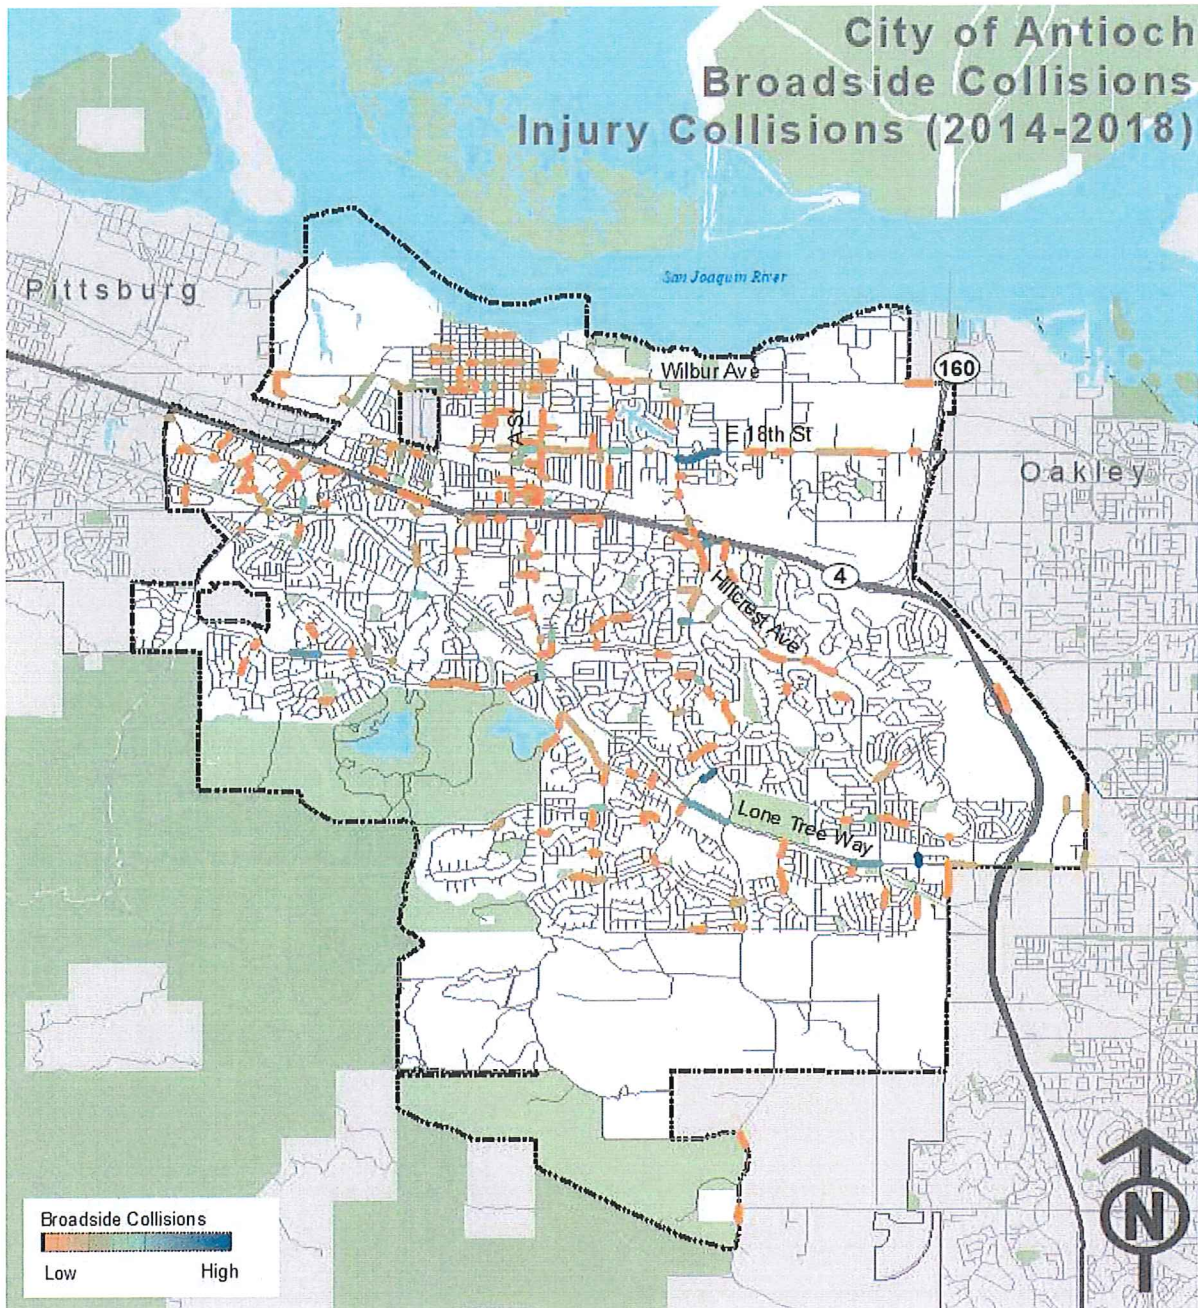 City of Antioch
Broadside Collisions
Injury Collisions (2014-2018)
San Joaquin River
Pittsburg
Wilbur Ave
160
A St
E 18th St
Oakley
4
Hillcrest Ave
Lone Tree Way
Broadside Collisions
Low High
N